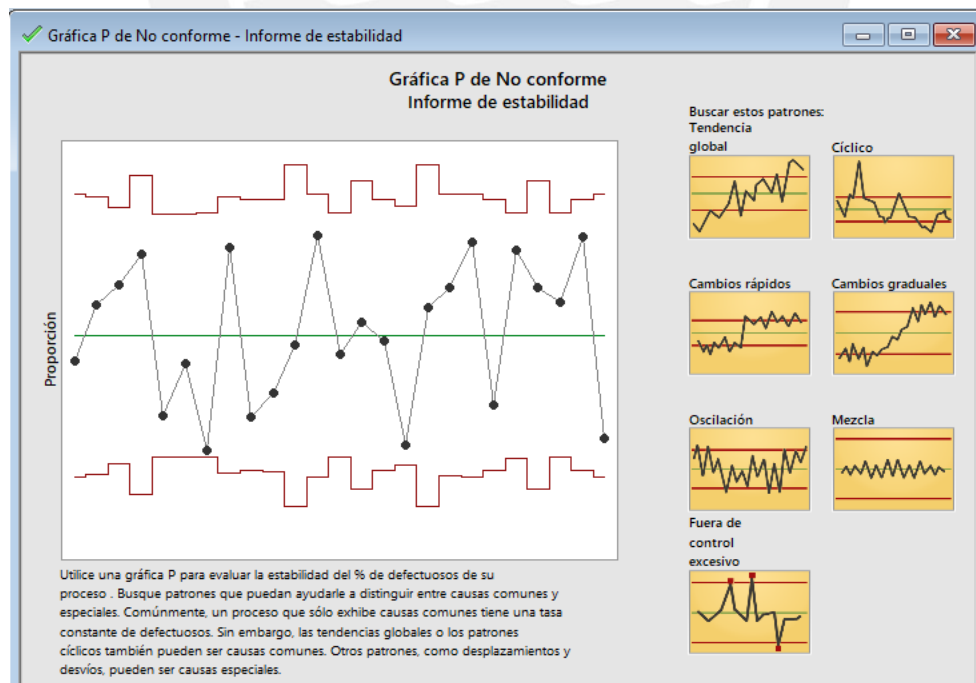 Gráfica P de No conforme - Informe de estabilidad
Gráfica P de No conforme
Informe de estabilidad
Proporción
Utilice una gráfica P para evaluar la estabilidad del % de defectuosos de su
proceso . Busque patrones que puedan ayudarle a distinguir entre causas comunes y
especiales. Comúnmente, un proceso que sólo exhibe causas comunes tiene una tasa
constante de defectuosos. Sin embargo, las tendencias globales o los patrones
cíclicos también pueden ser causas comunes. Otros patrones, como desplazamientos y
desvíos, pueden ser causas especiales.
Buscar estos patrones:
Tendencia
global
Cíclico
Cambios rápidos
Cambios graduales
Oscilación
Mezcla
Fuera de
control
excesivo